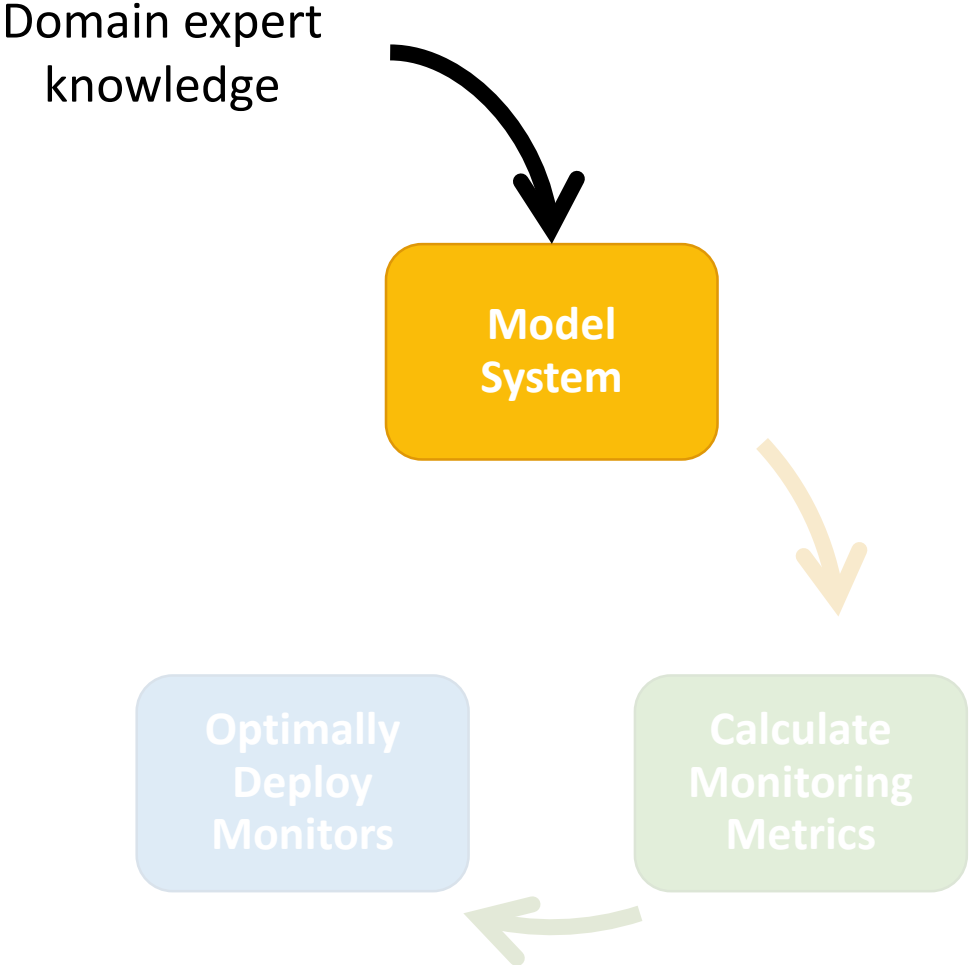 Domain expert
knowledge
Model
System
Optimally
Deploy
Monitors
Calculate
Monitoring
Metrics